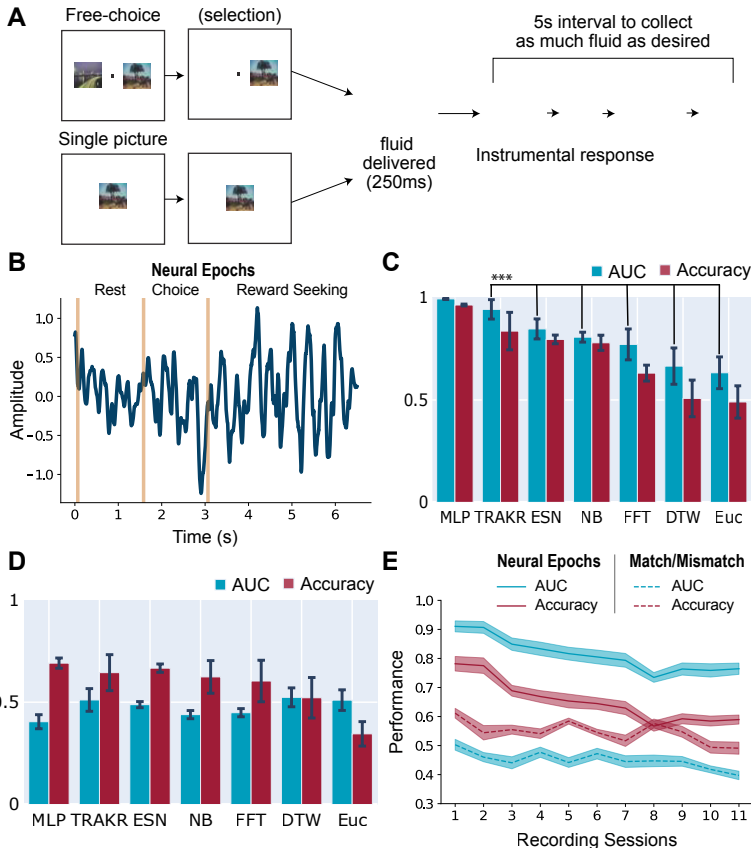 A
Free-choice
(selection)
5s interval to collect
as much fluid as desired
Single picture
fluid
delivered
(250ms)
Instrumental response
B
Neural Epochs
Rest
Choice
Reward Seeking
1.0
0.5
0.0
−0.5
−1.0
Amplitude
0 1 2 3 4 5 6
Time (s)
C
AUC
Accuracy
***
1
0.5
0
MLP TRAKR ESN NB FFT DTW Euc
D
AUC
Accuracy
1
0.5
0
MLP TRAKR ESN NB FFT DTW Euc
E
Neural Epochs
AUC
Accuracy
Match/Mismatch
AUC
Accuracy
1.0
0.9
0.8
0.7
0.6
0.5
0.4
0.3
Performance
1 2 3 4 5 6 7 8 9 10 11
Recording Sessions